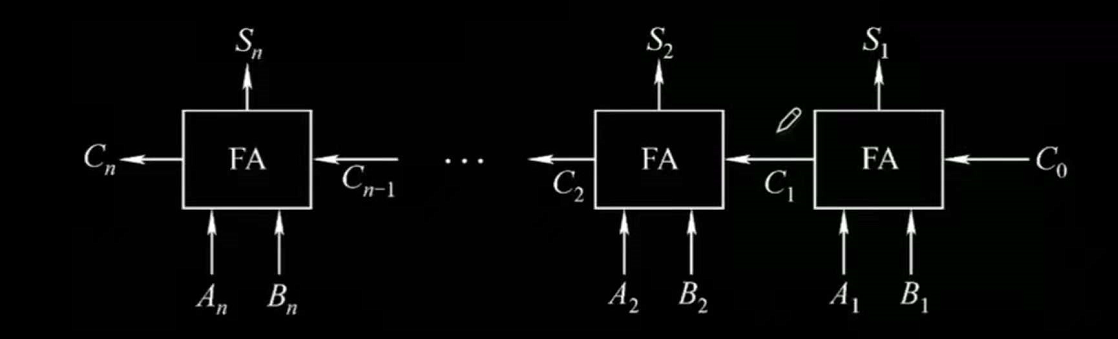 Sₙ S₂ S₁
Cₙ FA Cₙ₋₁ ··· C₂ FA C₁ FA C₀
Aₙ Bₙ A₂ B₂ A₁ B₁